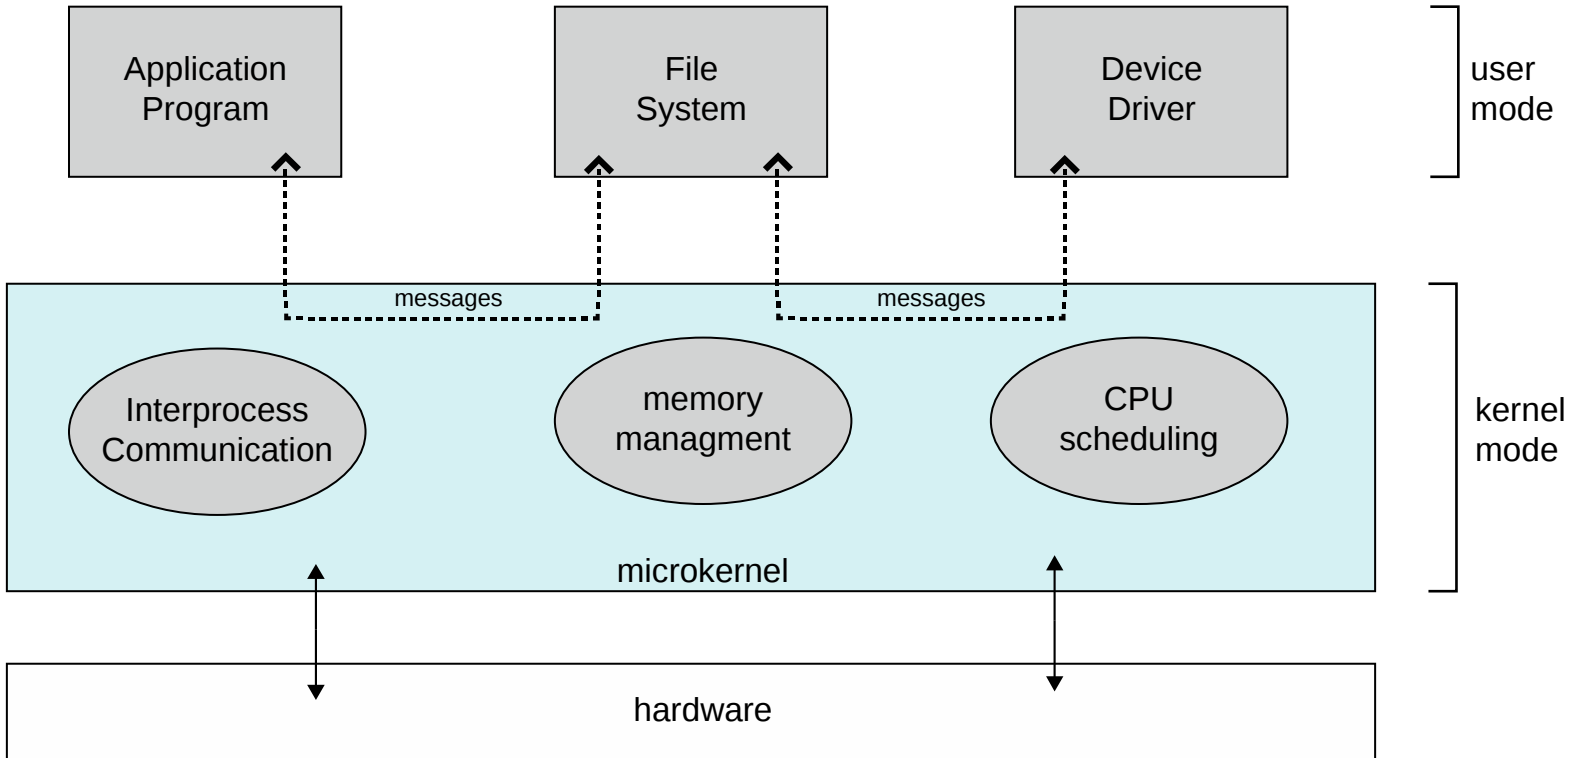 Application
Program
File
System
Device
Driver
user
mode
messages
messages
Interprocess
Communication
memory
managment
CPU
scheduling
kernel
mode
microkernel
hardware